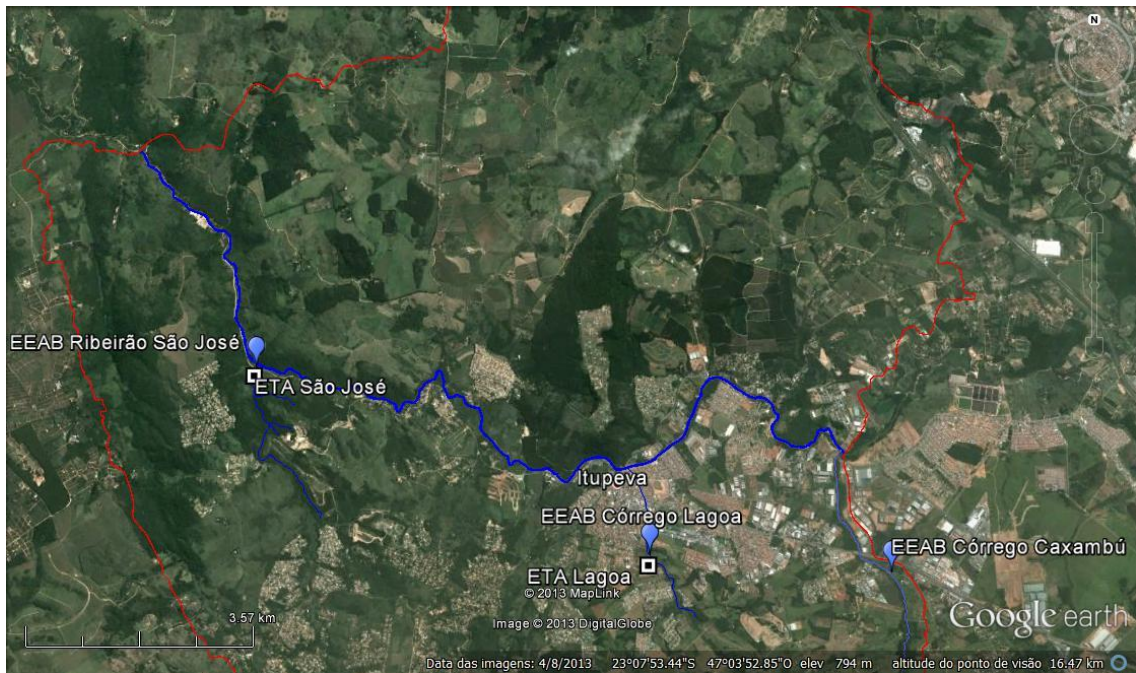 N
EEAB Ribeirão São José
ETA São José
Itupeva
EEAB Córrego Lagoa
EEAB Córrego Caxambú
ETA Lagoa
© 2013 MapLink
3.57 km
Google earth
Image © 2013 DigitalGlobe
Data das imagens: 4/8/2013 23°07'53.44"S 47°03'52.85"O elev 794 m altitude do ponto de visão 16.47 km